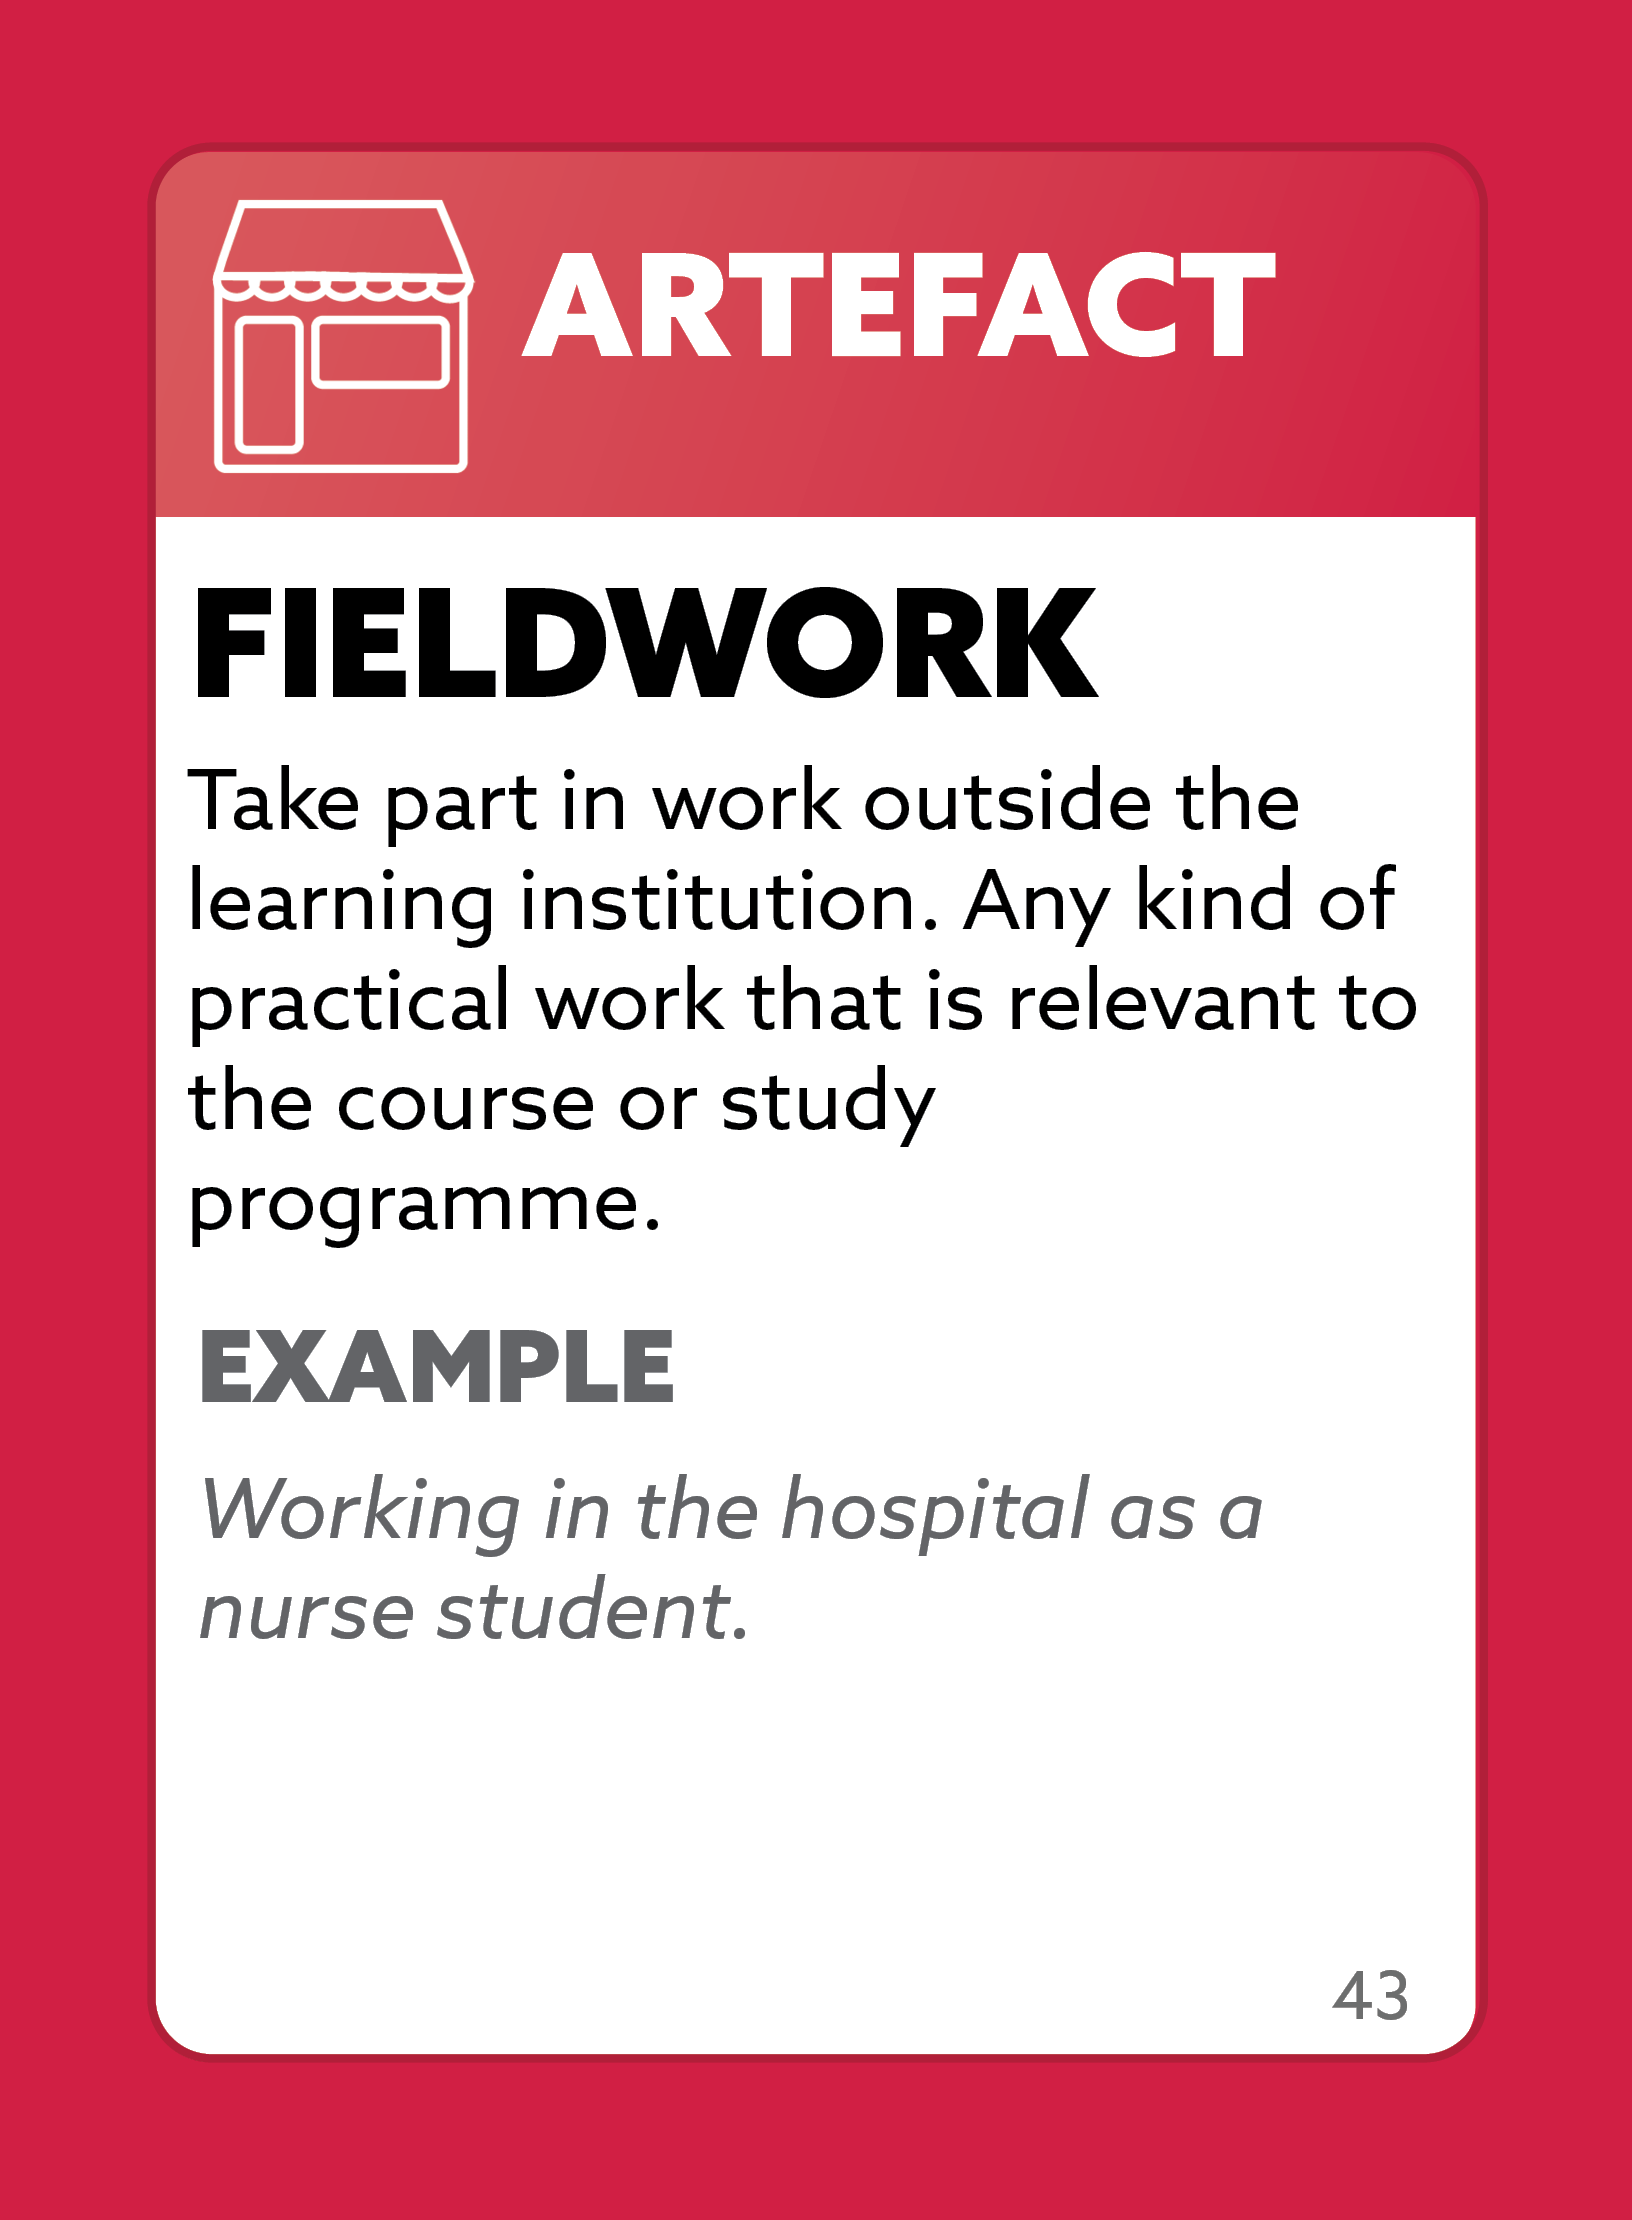 ARTEFACT
FIELDWORK
Take part in work outside the
learning institution. Any kind of
practical work that is relevant to
the course or study
programme.
EXAMPLE
Working in the hospital as a
nurse student.
43